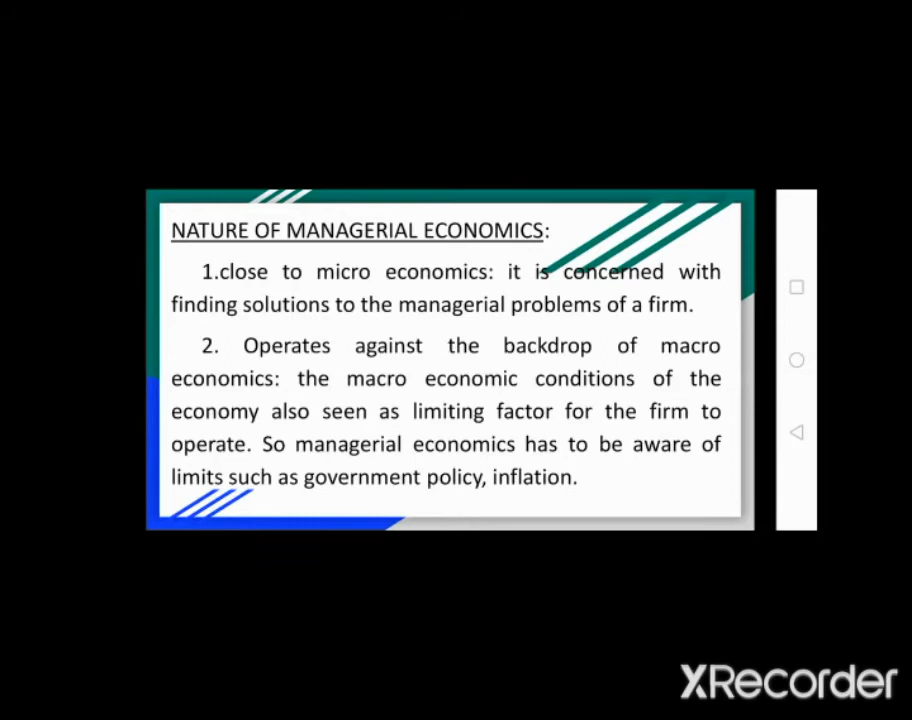 NATURE OF MANAGERIAL ECONOMICS:
1.close to micro economics: it is concerned with
finding solutions to the managerial problems of a firm.
2. Operates against the backdrop of macro
economics: the macro economic conditions of the
economy also seen as limiting factor for the firm to
operate. So managerial economics has to be aware of
limits such as government policy, inflation.
XRecorder